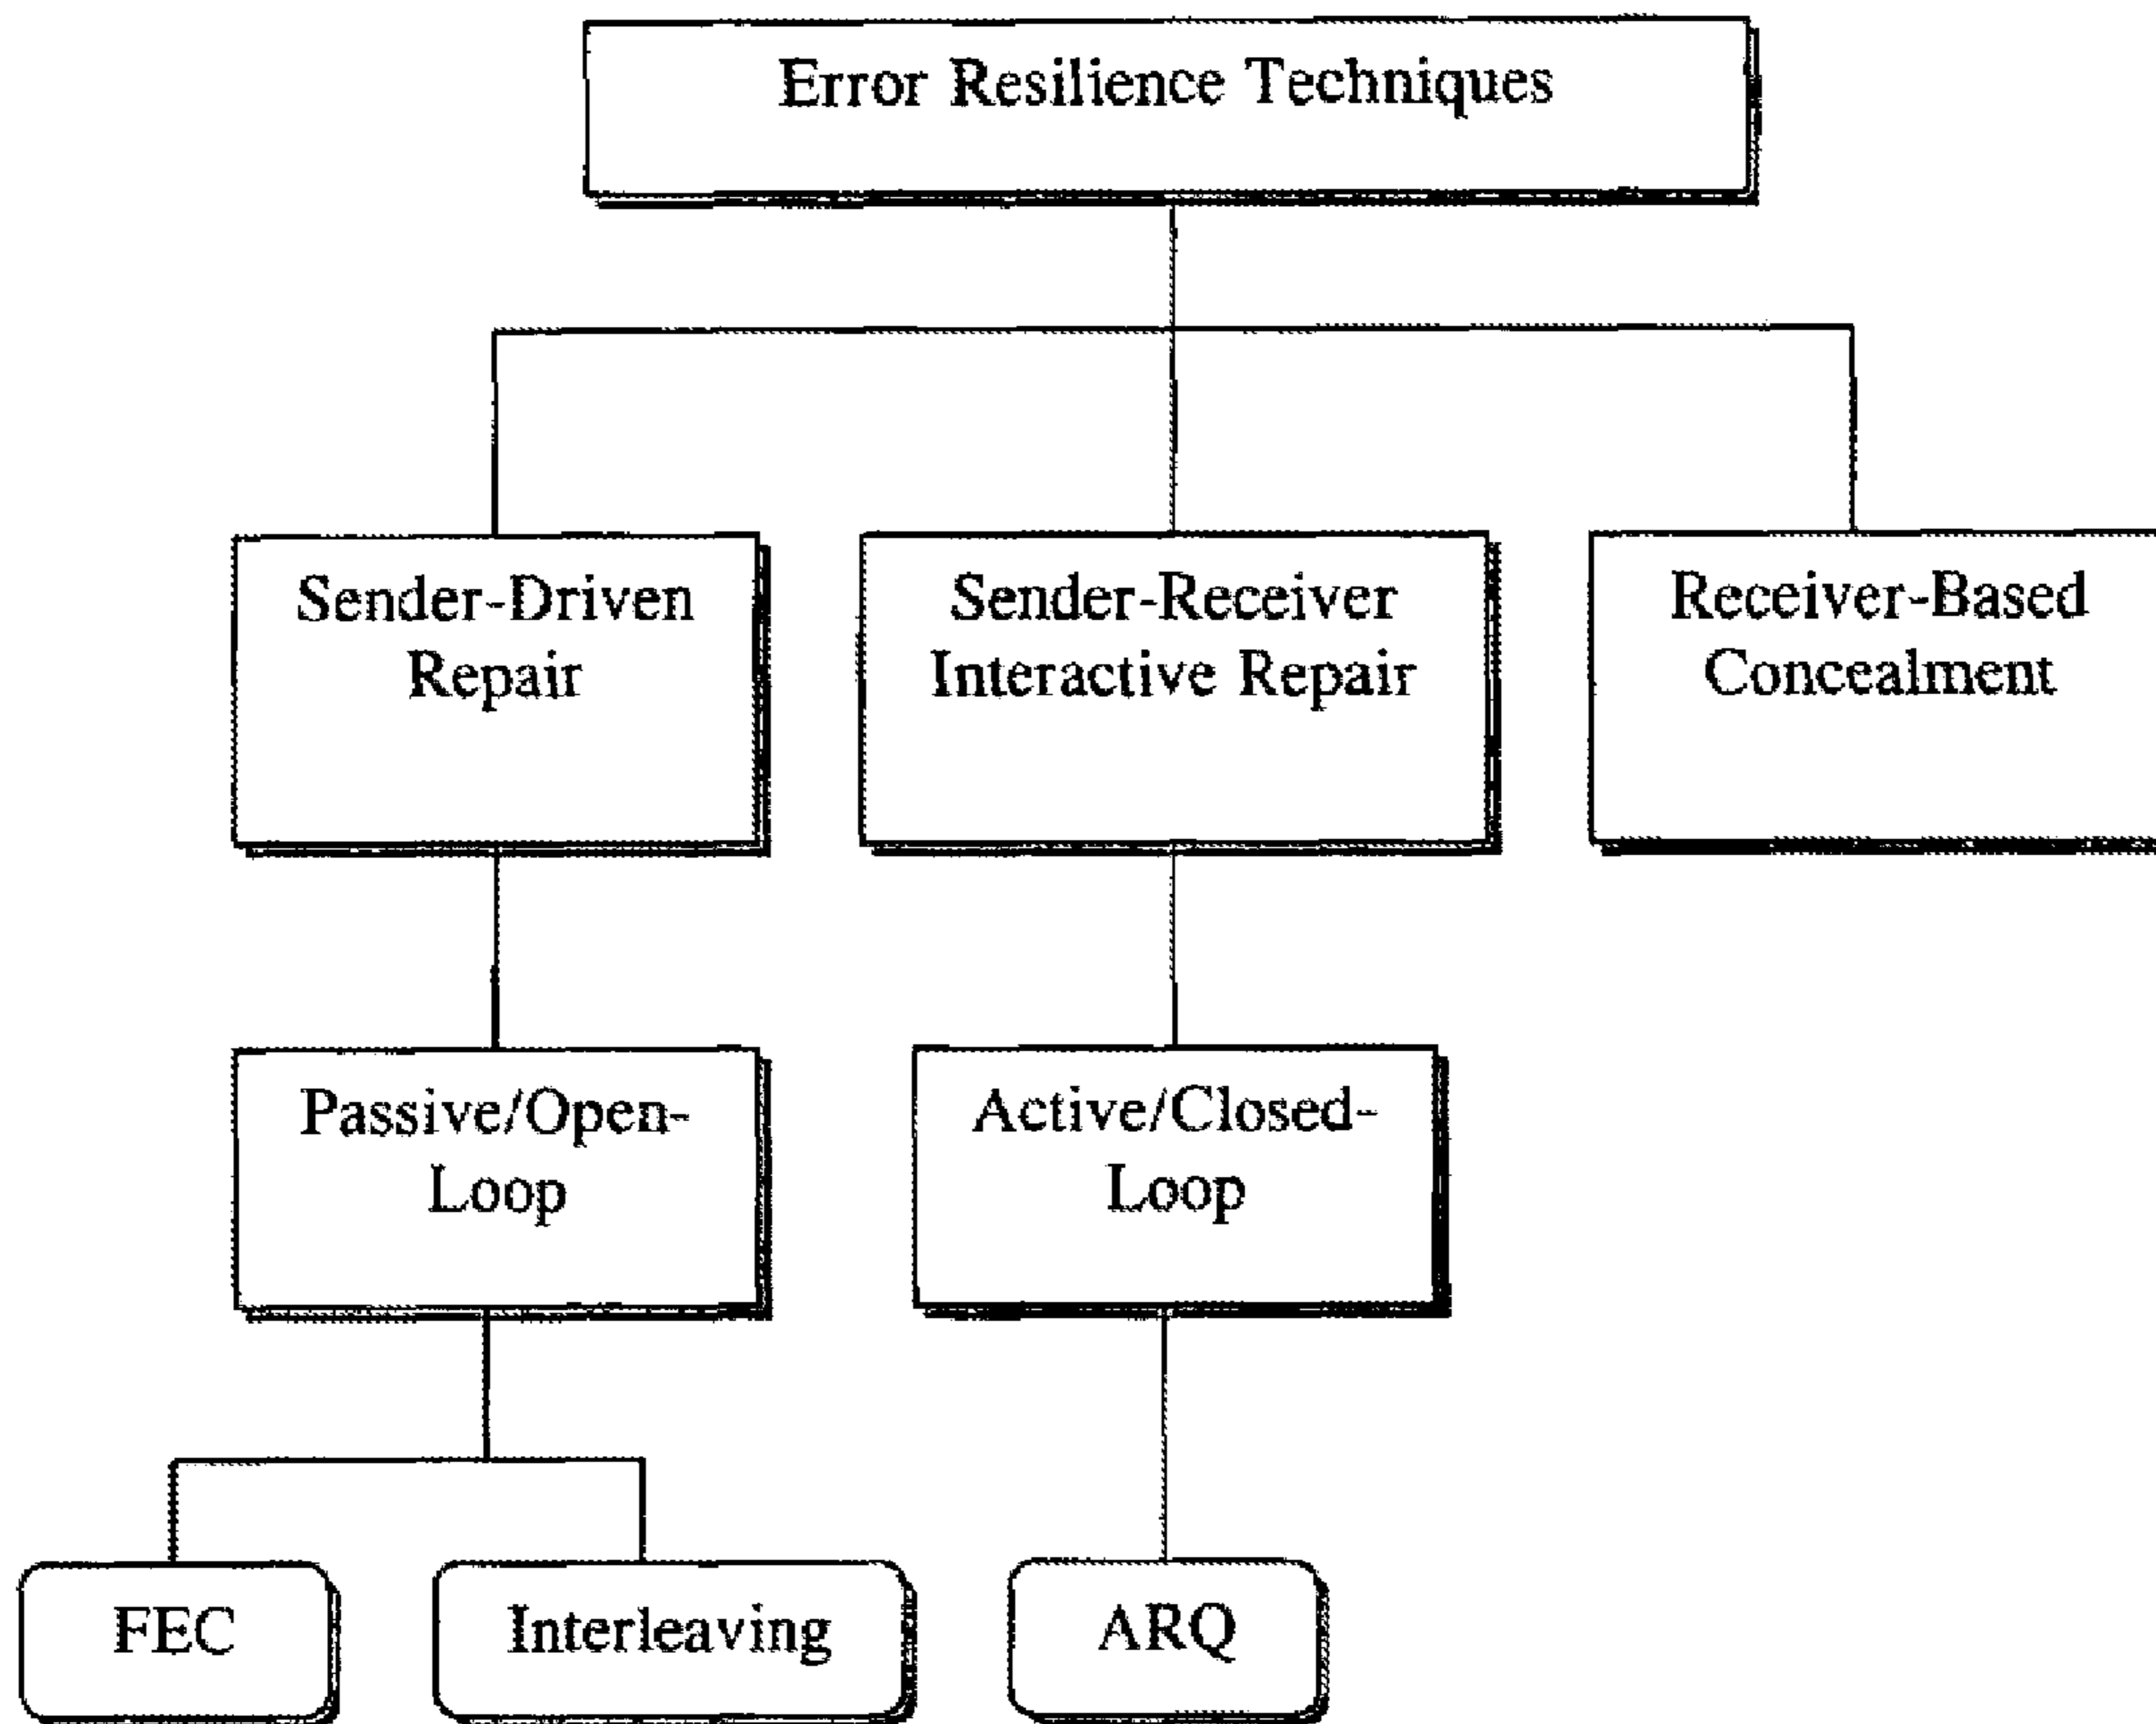 Error Resilience Techniques
Sender-Driven
Repair
Sender-Receiver
Interactive Repair
Receiver-Based
Concealment
Passive/Open-
Loop
Active/Closed-
Loop
FEC
Interleaving
ARQ